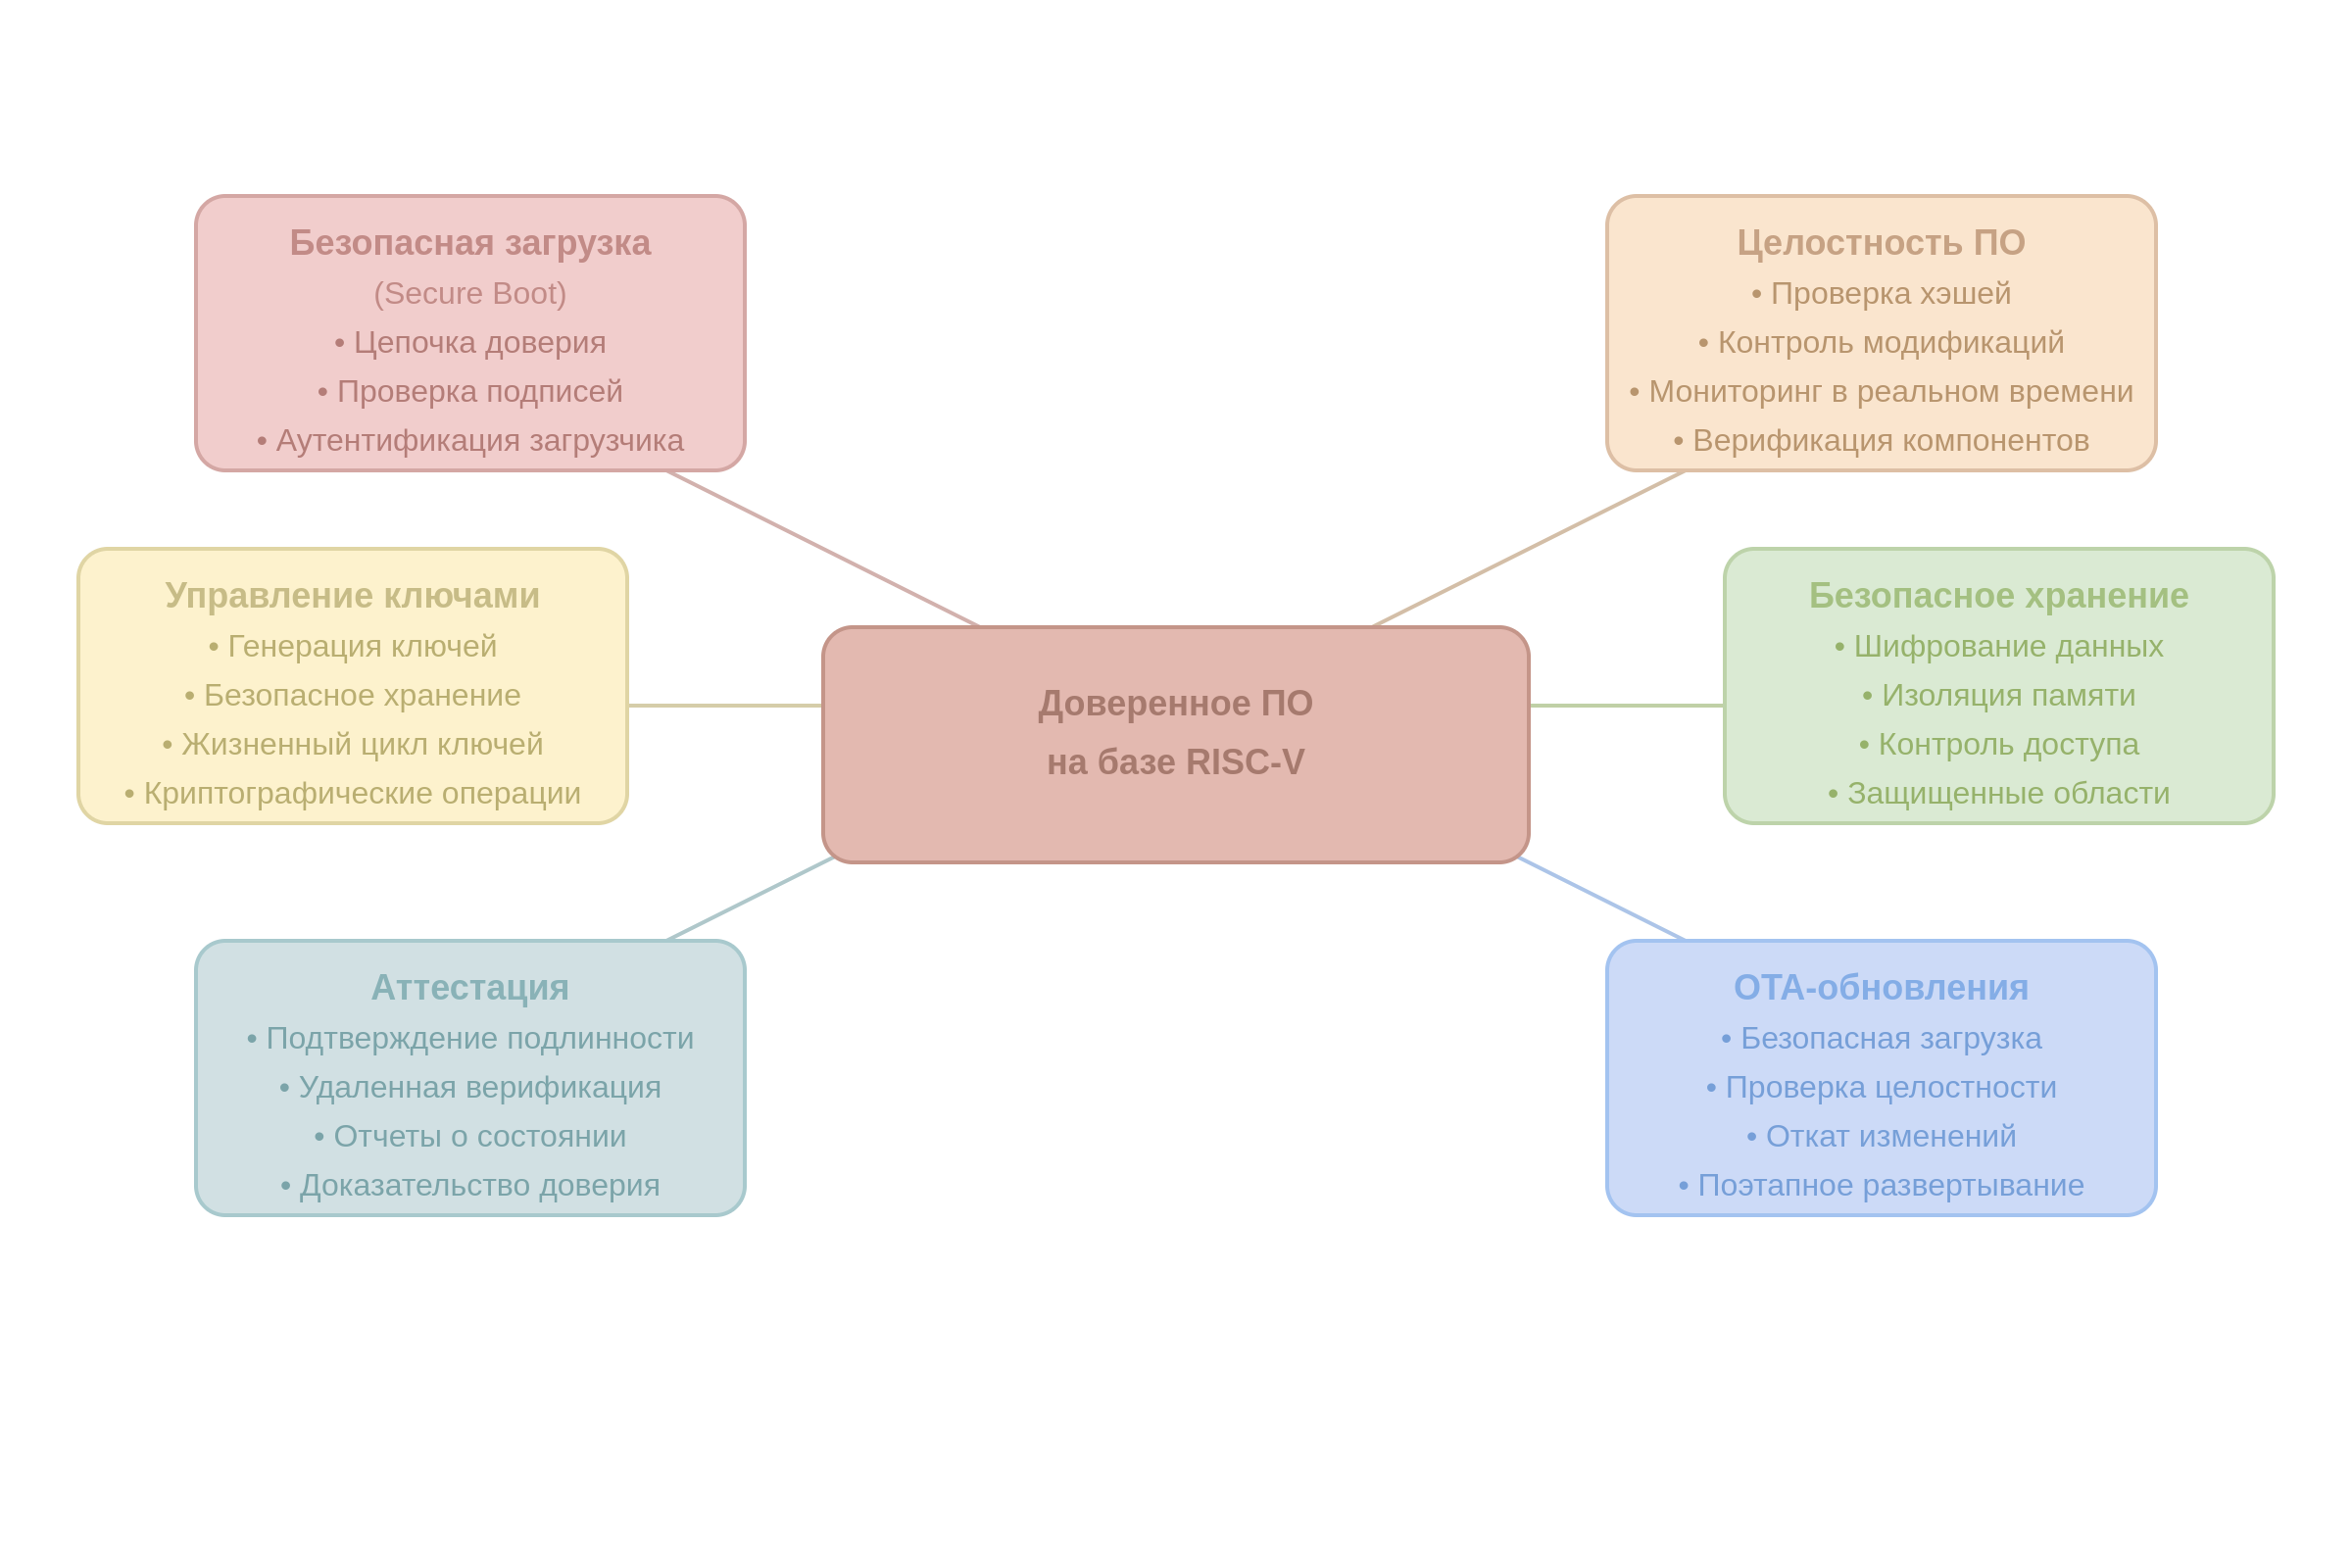 Безопасная загрузка
(Secure Boot)
• Цепочка доверия
• Проверка подписей
• Аутентификация загрузчика
Целостность ПО
• Проверка хэшей
• Контроль модификаций
• Мониторинг в реальном времени
• Верификация компонентов
Управление ключами
• Генерация ключей
• Безопасное хранение
• Жизненный цикл ключей
• Криптографические операции
Доверенное ПО
на базе RISC-V
Безопасное хранение
• Шифрование данных
• Изоляция памяти
• Контроль доступа
• Защищенные области
Аттестация
• Подтверждение подлинности
• Удаленная верификация
• Отчеты о состоянии
• Доказательство доверия
OTA-обновления
• Безопасная загрузка
• Проверка целостности
• Откат изменений
• Поэтапное развертывание